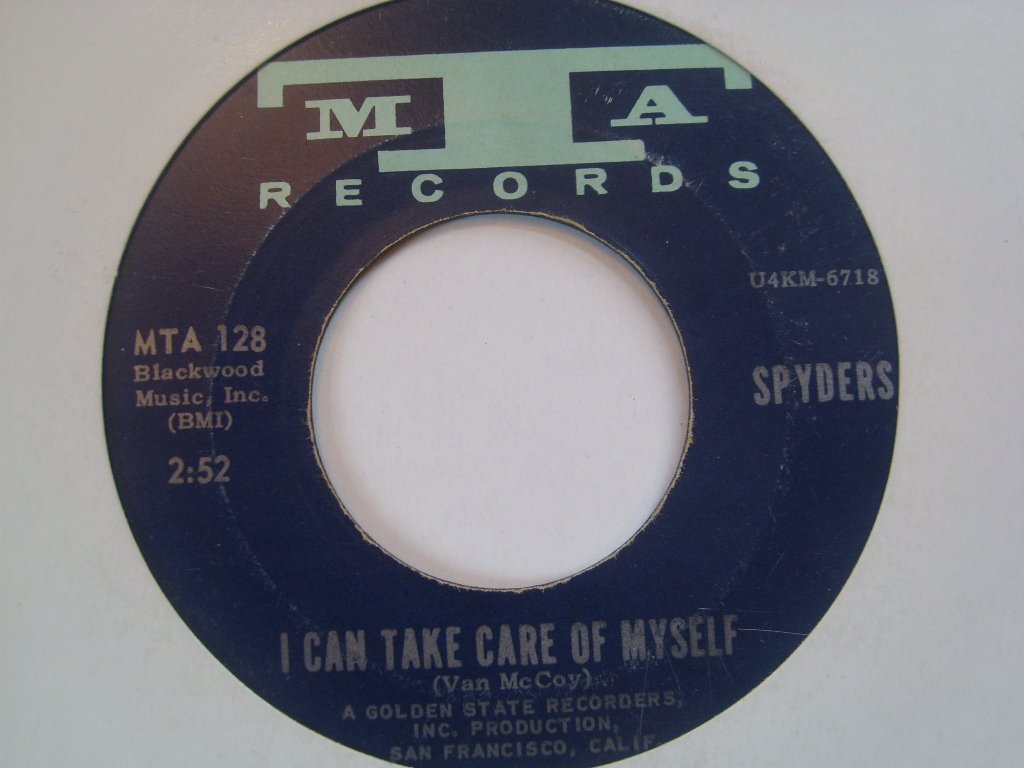 MTA
RECORDS
U4KM-6718
MTA 128
Blackwood
Music, Inc.
(BMI)
2:52
SPYDERS
I CAN TAKE CARE OF MYSELF
(Van McCoy)
A GOLDEN STATE RECORDERS,
INC. PRODUCTION,
SAN FRANCISCO, CALIF.